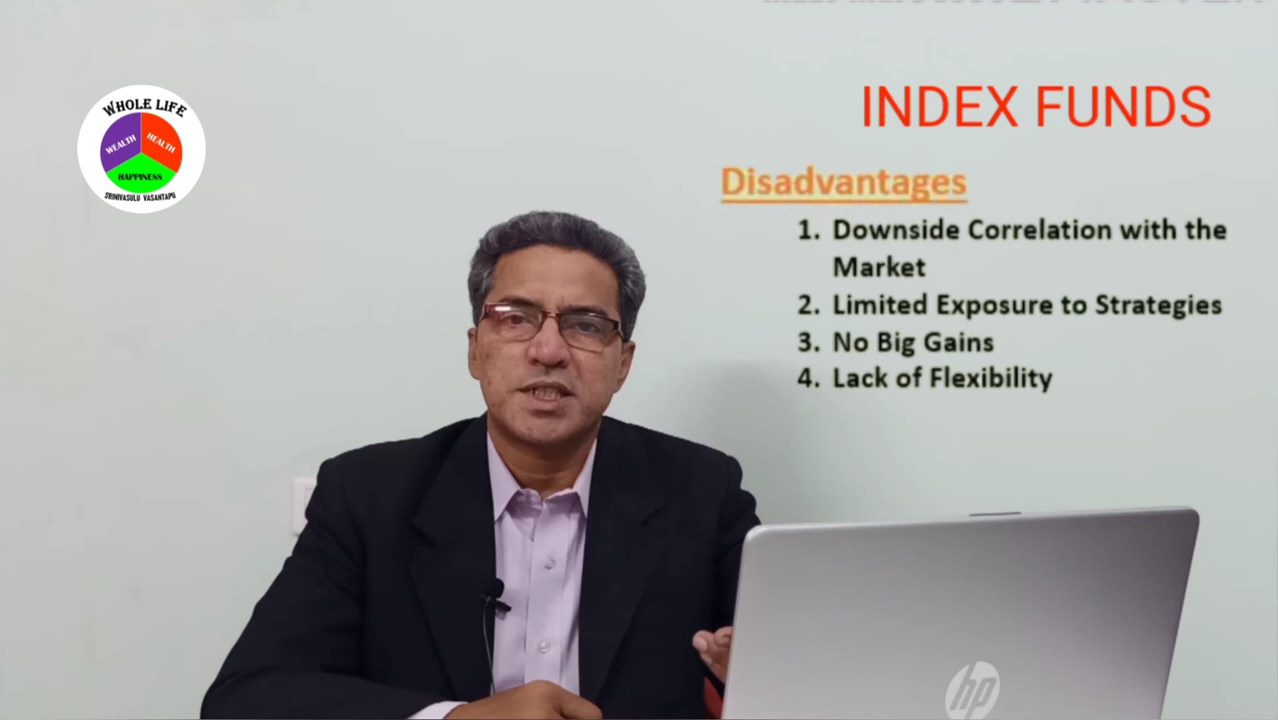 WHOLE LIFE
WEALTH
HEALTH
HAPPINESS
SRINIVASULU VASANTAPU
INDEX FUNDS
Disadvantages
1. Downside Correlation with the
Market
2. Limited Exposure to Strategies
3. No Big Gains
4. Lack of Flexibility
hp